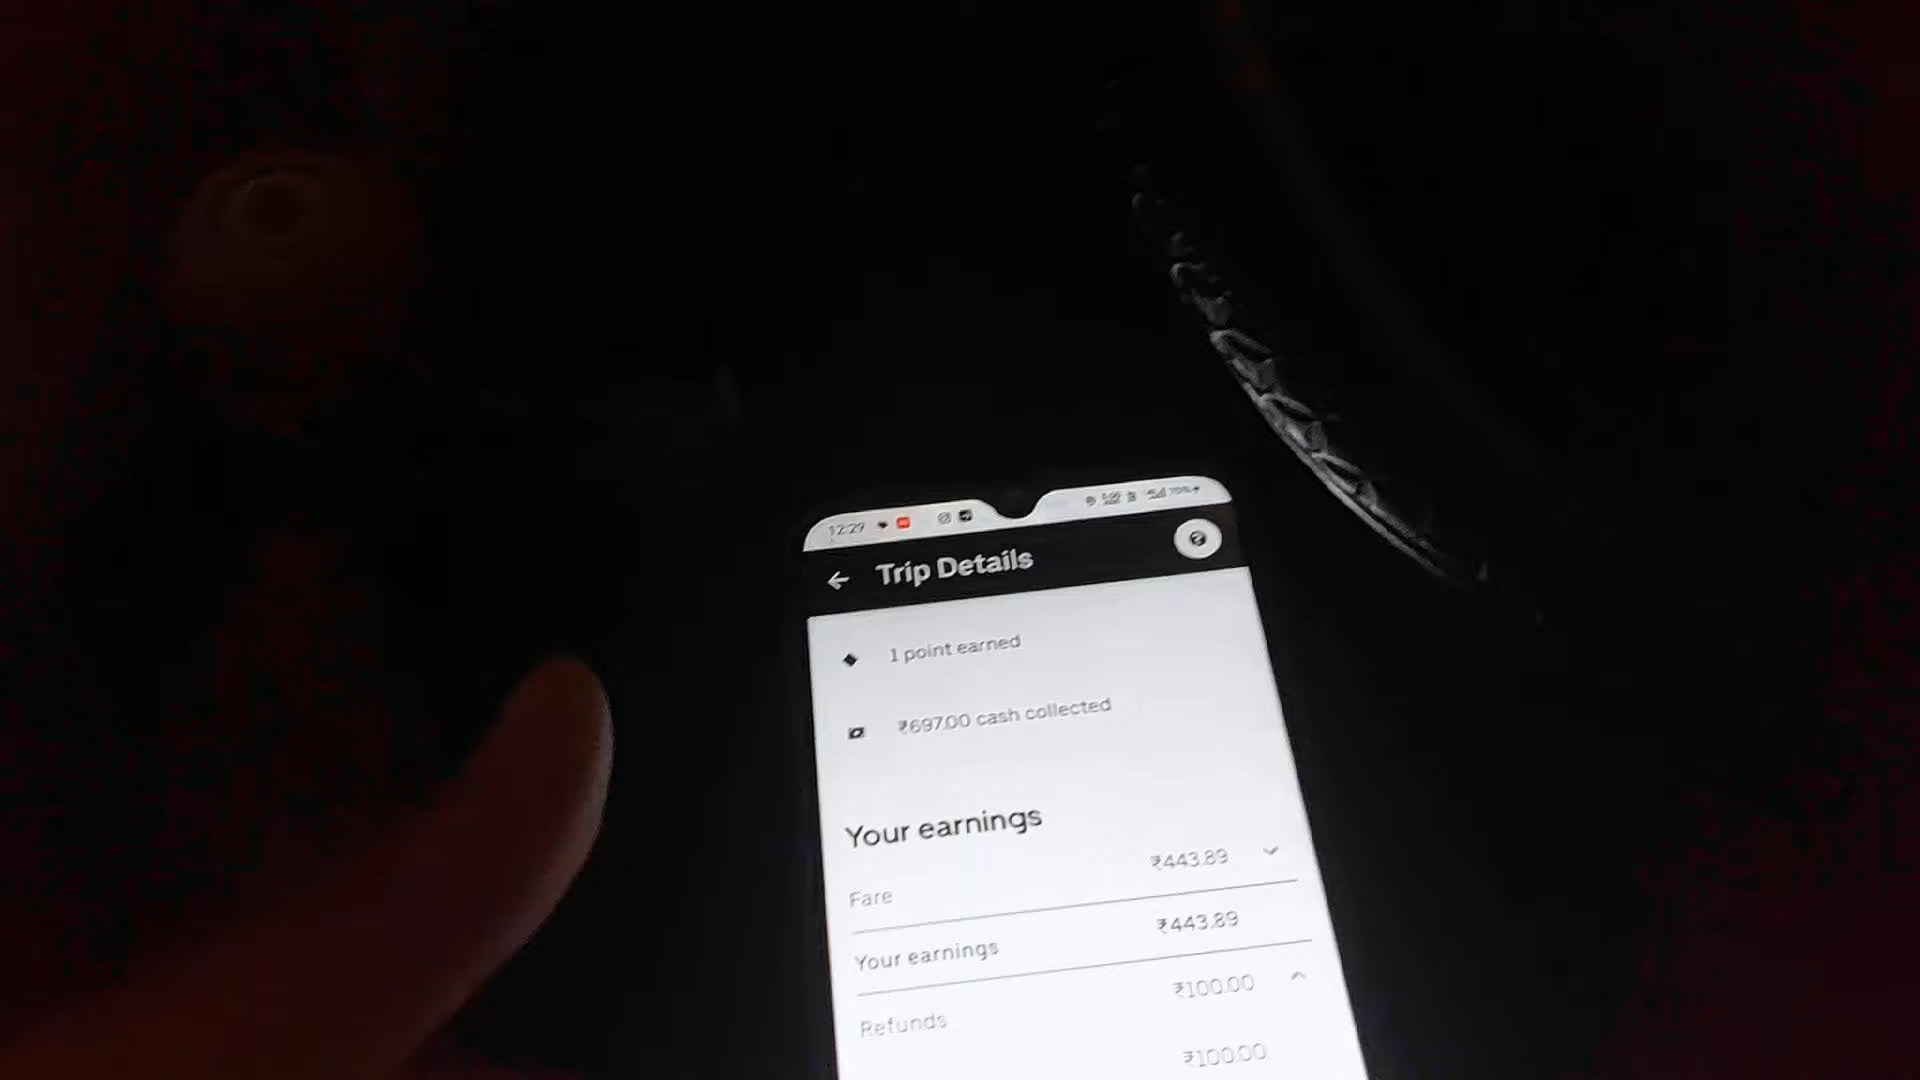 12:29 70%
Trip Details
1 point earned
₹697.00 cash collected
Your earnings
Fare ₹443.89
Your earnings ₹443.89
Refunds ₹100.00
₹100.00